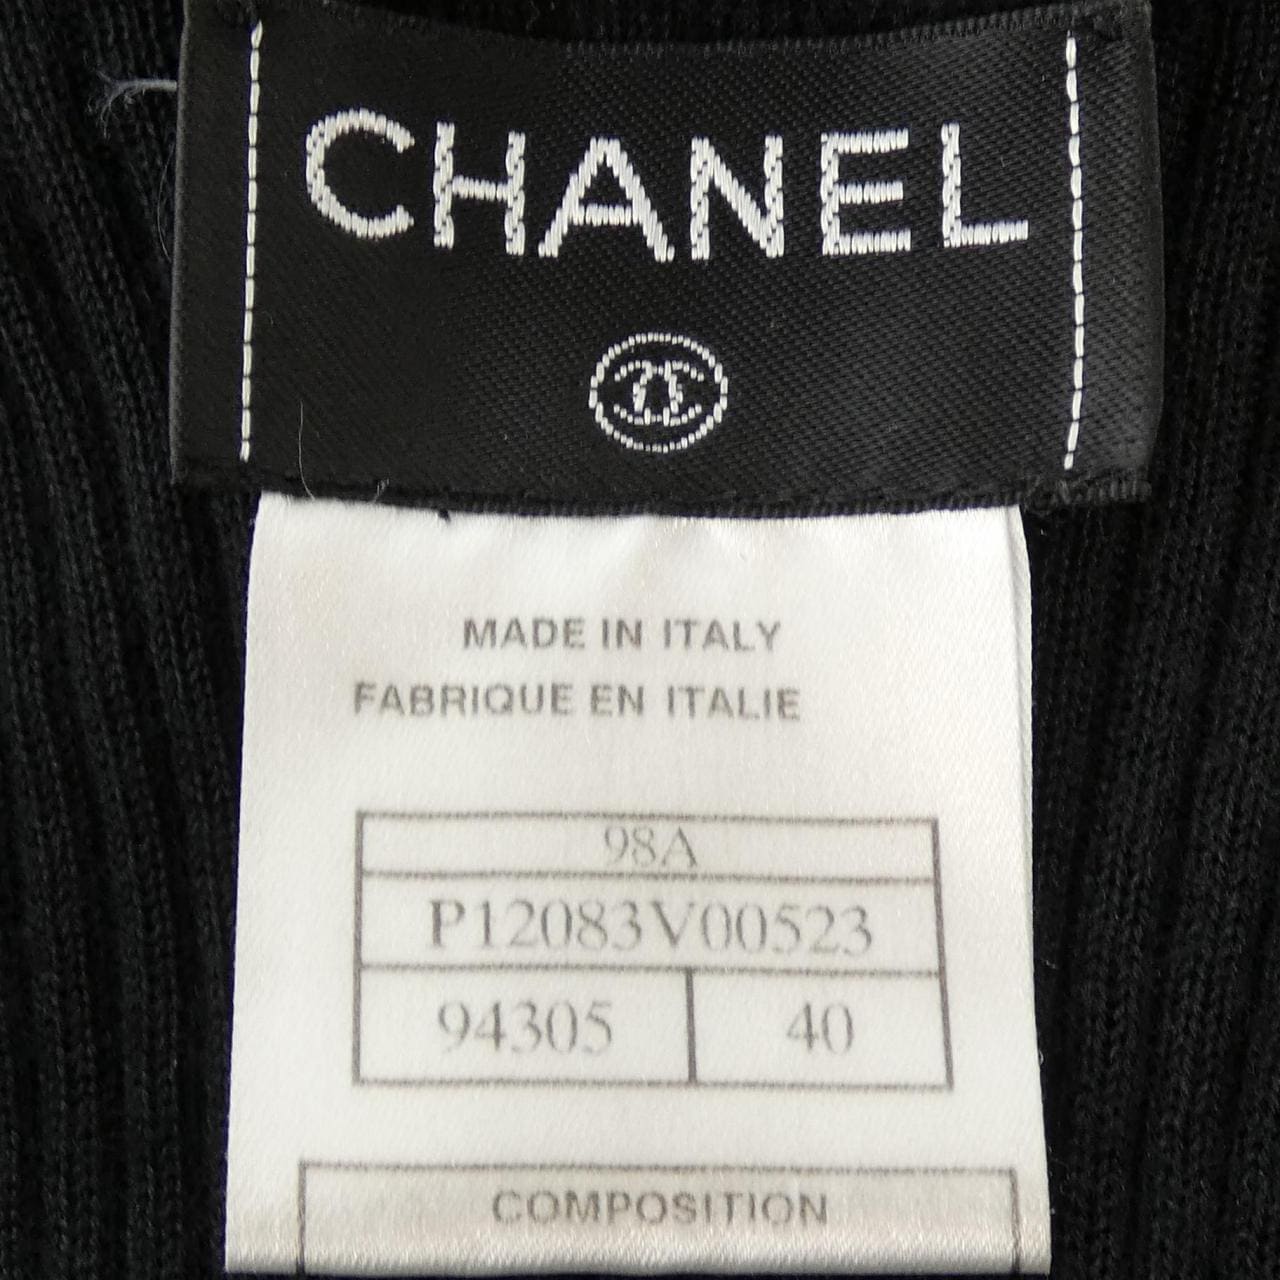 CHANEL
MADE IN ITALY
FABRIQUE EN ITALIE
98A
P12083V00523
94305 40
COMPOSITION